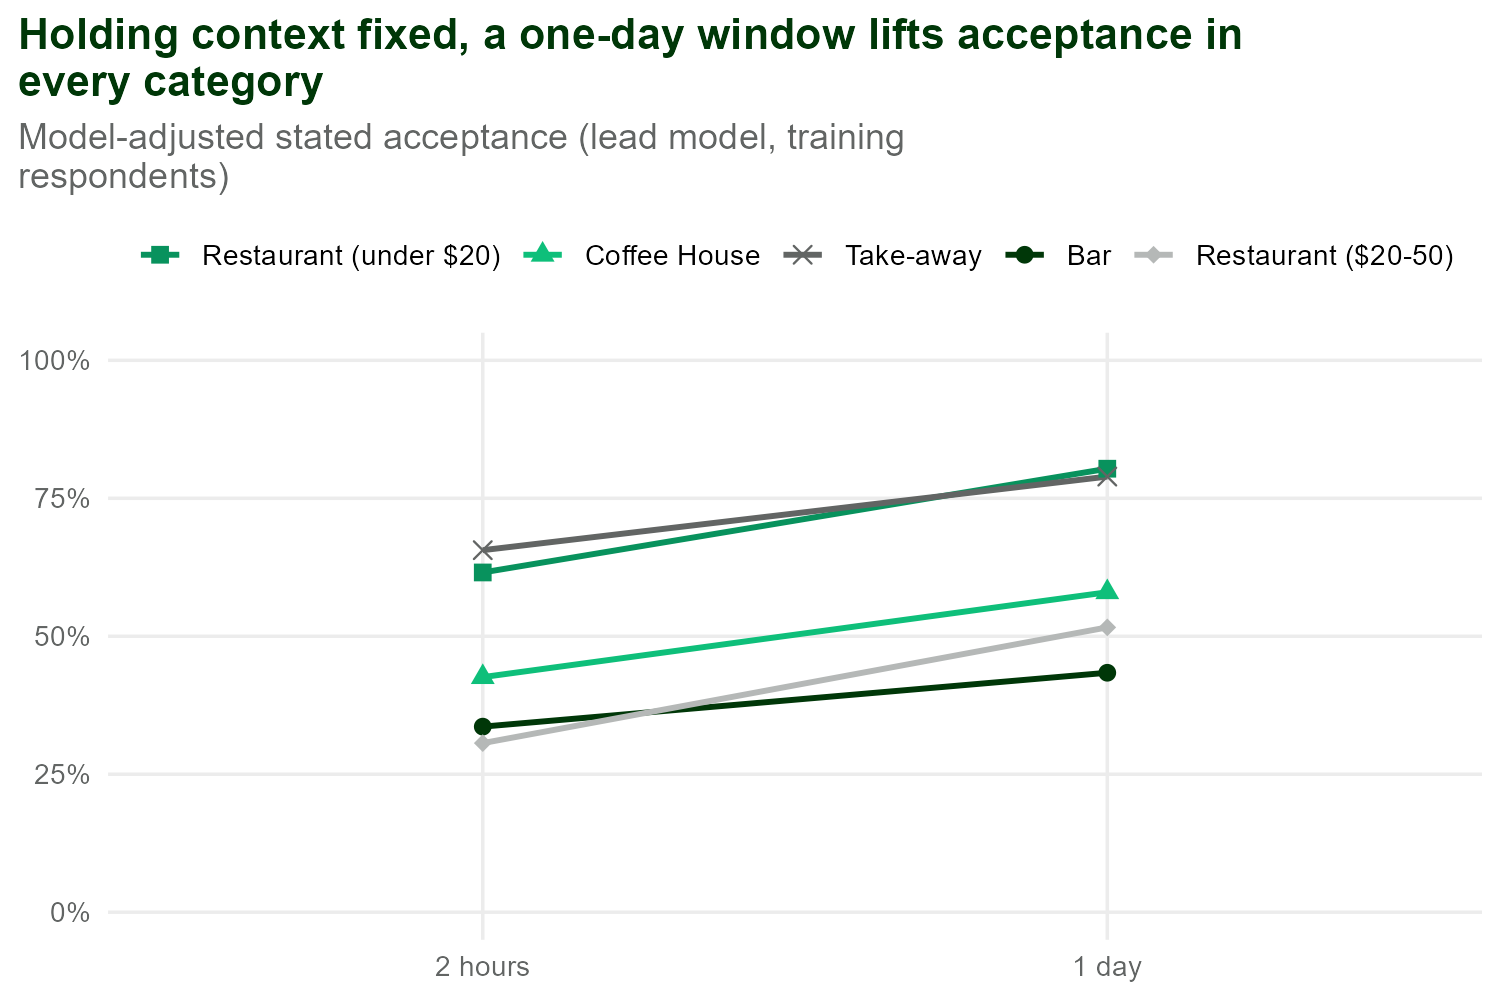 Holding context fixed, a one-day window lifts acceptance in
every category
Model-adjusted stated acceptance (lead model, training
respondents)
Restaurant (under $20) Coffee House Take-away Bar Restaurant ($20-50)
100%
75%
50%
25%
0%
2 hours 1 day